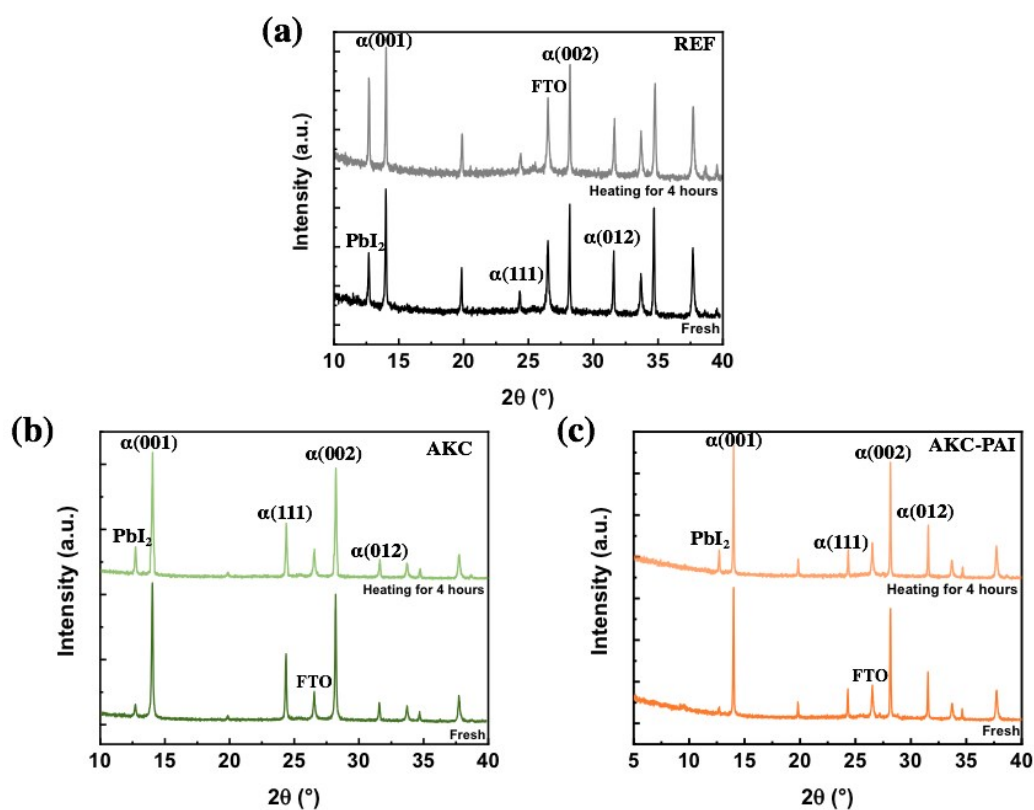 (a)
REF
α(001)
α(002)
FTO
Heating for 4 hours
PbI₂
α(111)
α(012)
Fresh
Intensity (a.u.)
10 15 20 25 30 35 40
2θ (°)
(b)
AKC
α(001)
α(002)
PbI₂
α(111)
α(012)
Heating for 4 hours
FTO
Fresh
Intensity (a.u.)
10 15 20 25 30 35 40
2θ (°)
(c)
AKC-PAI
α(001)
α(002)
α(012)
PbI₂
α(111)
Heating for 4 hours
FTO
Fresh
Intensity (a.u.)
5 10 15 20 25 30 35 40
2θ (°)